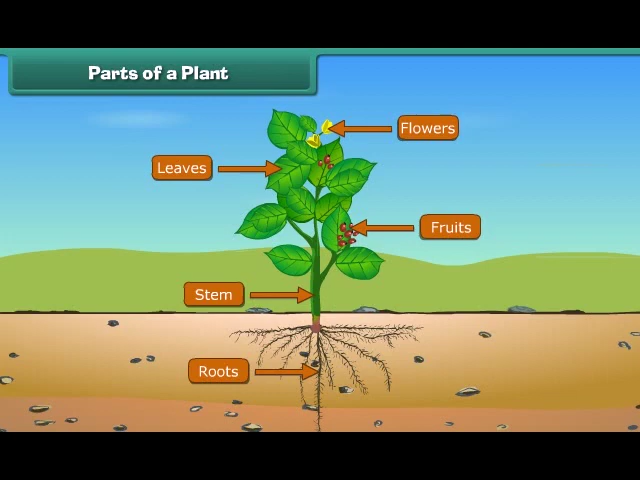 Parts of a Plant
Flowers
Leaves
Fruits
Stem
Roots